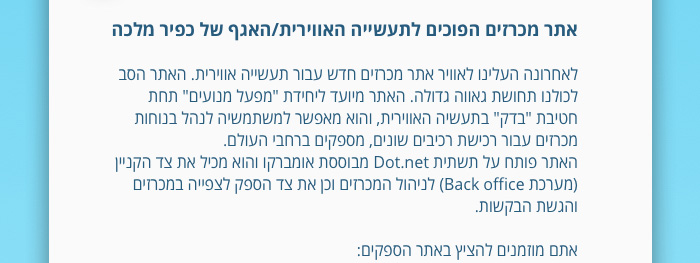 אתר מכרזים הפוכים לתעשייה האווירית/האגף של כפיר מלכה
לאחרונה העלינו לאוויר אתר מכרזים חדש עבור תעשייה אווירית. האתר הסב
לכולנו תחושת גאווה גדולה. האתר מיועד ליחידת "מפעל מנועים" תחת
חטיבת "בדק" בתעשיה האווירית, והוא מאפשר למשתמשיה לנהל בנוחות
מכרזים עבור רכישת רכיבים שונים, מספקים ברחבי העולם.
האתר פותח על תשתית Dot.net מבוססת אומברקו והוא מכיל את צד הקניין
(מערכת Back office) לניהול המכרזים וכן את צד הספק לצפייה במכרזים
והגשת הבקשות.
אתם מוזמנים להציץ באתר הספקים: